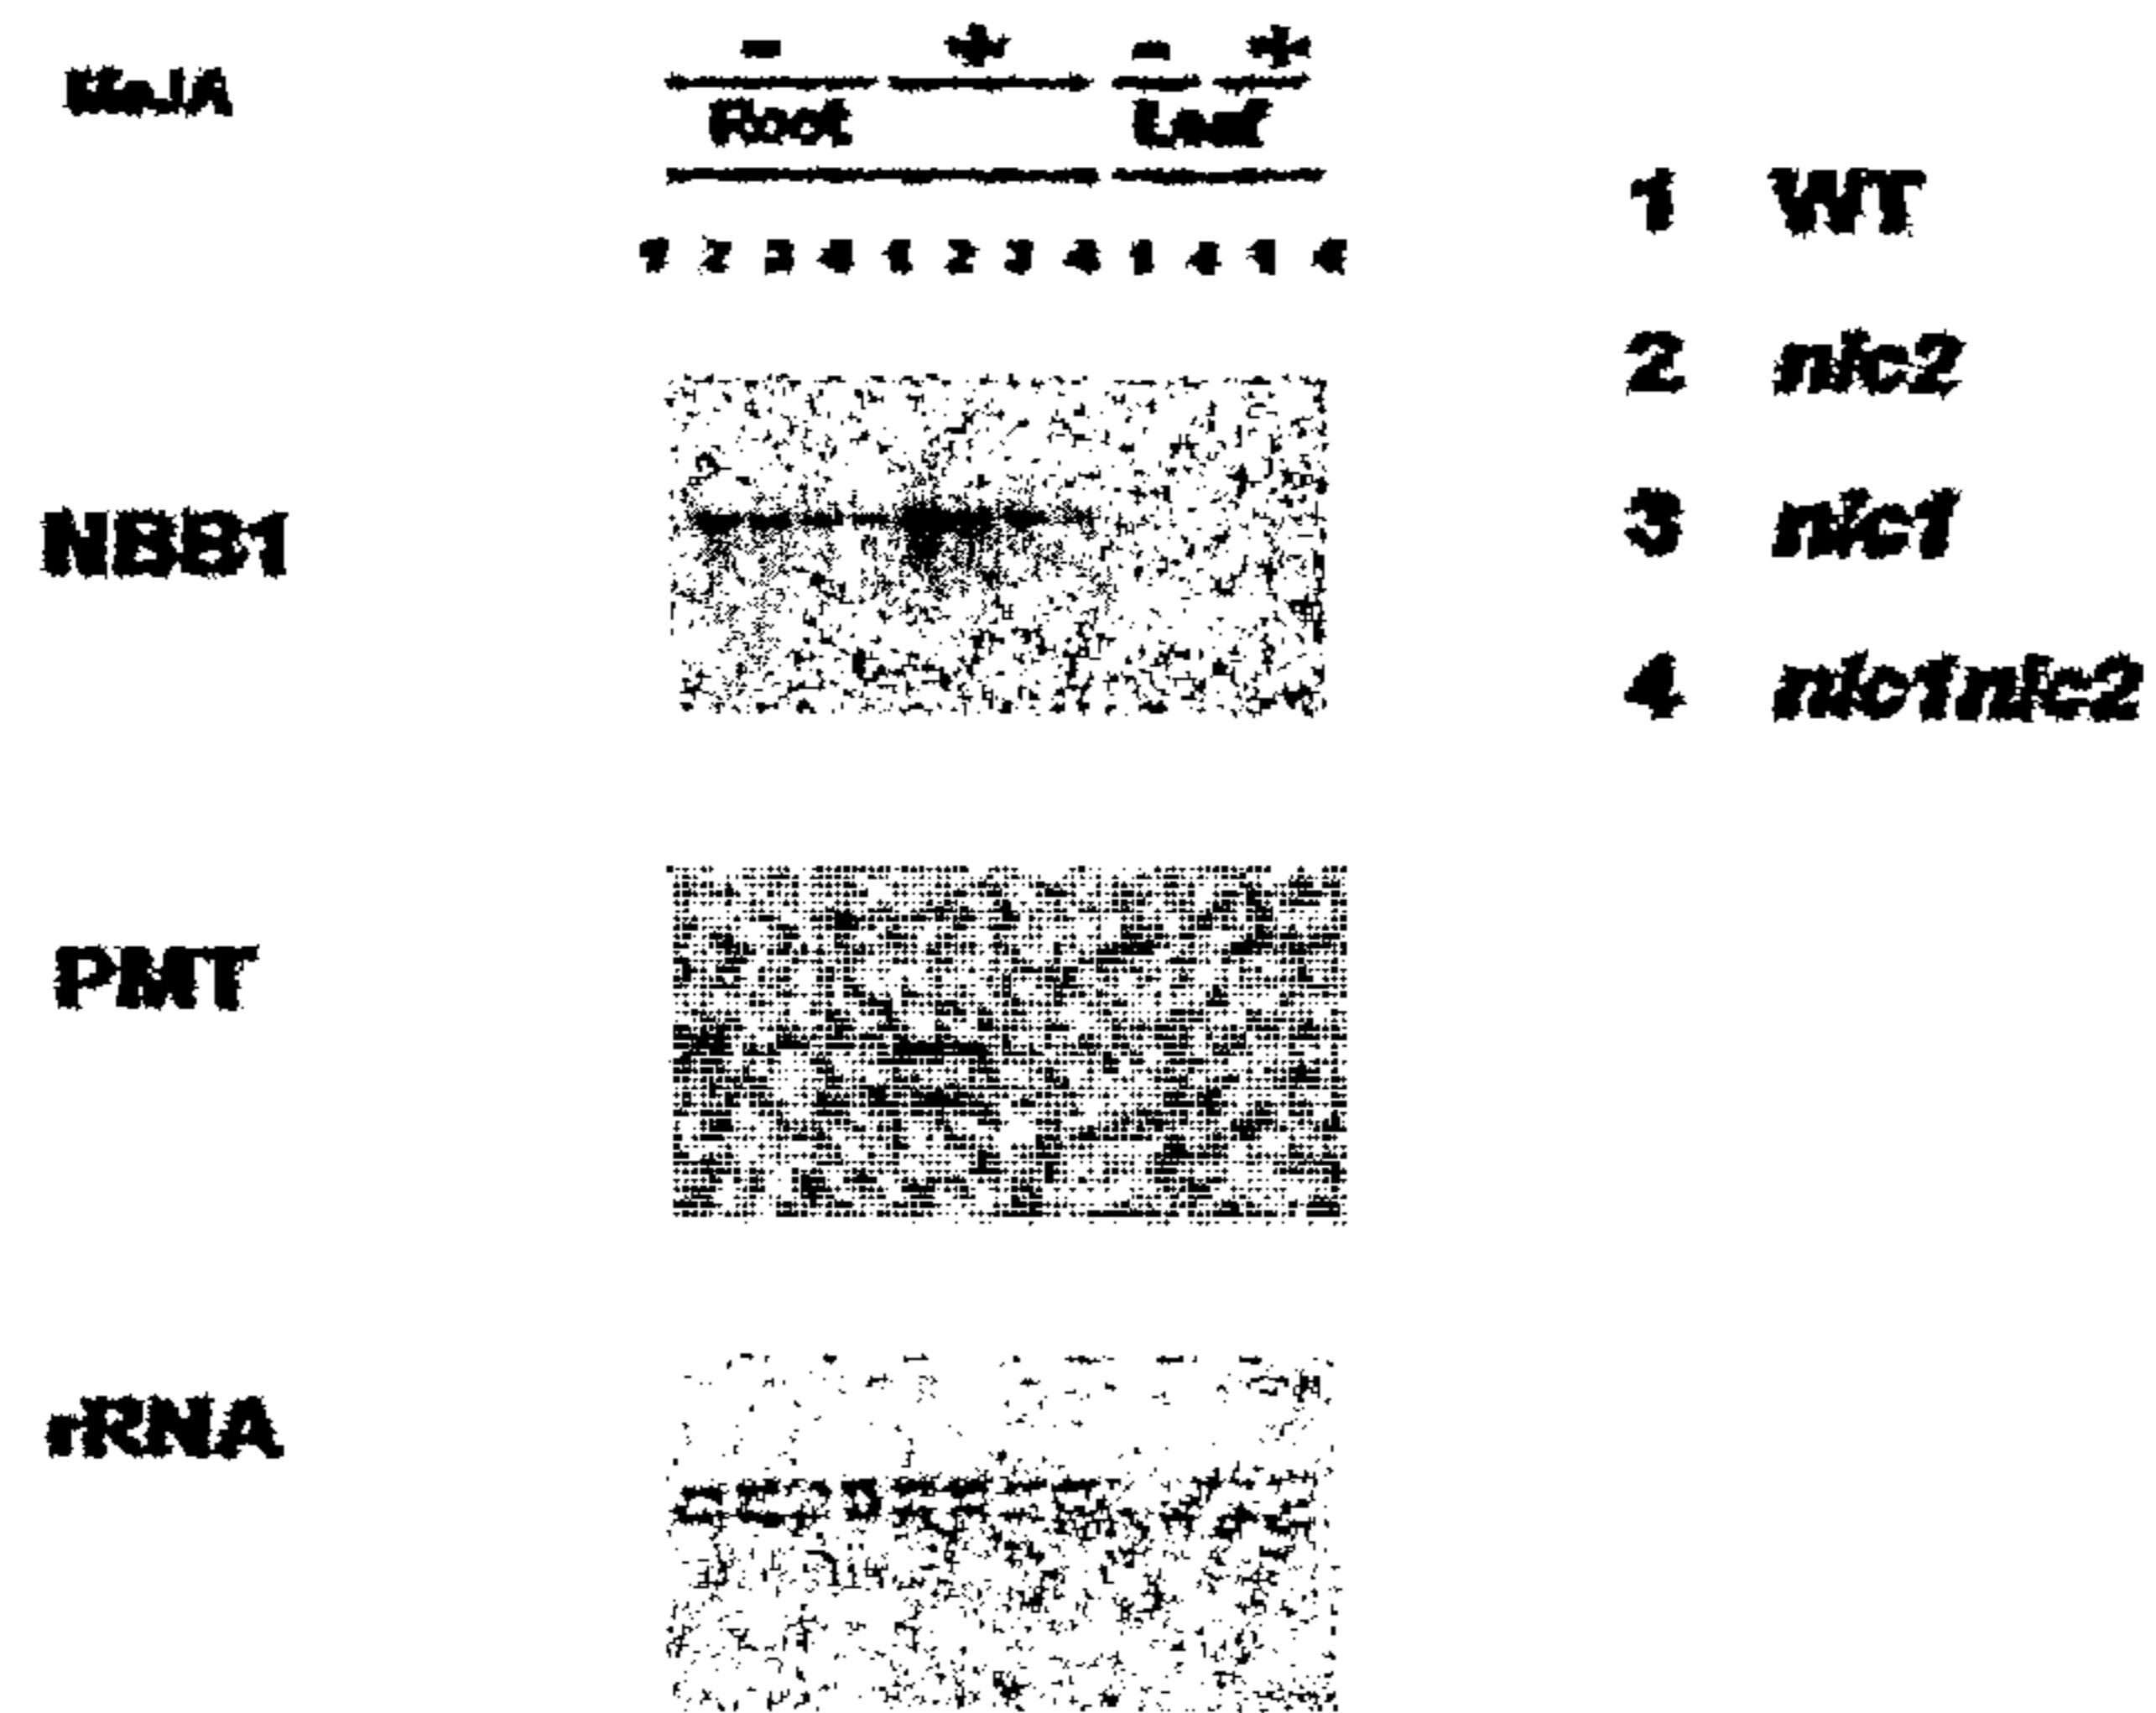 - + - +
MeJA
Root Leaf
1 WT
1 2 3 4 1 2 3 4 1 4 1 4
2 nic2
NBB1
3 nic1
4 nic1nic2
PMT
rRNA